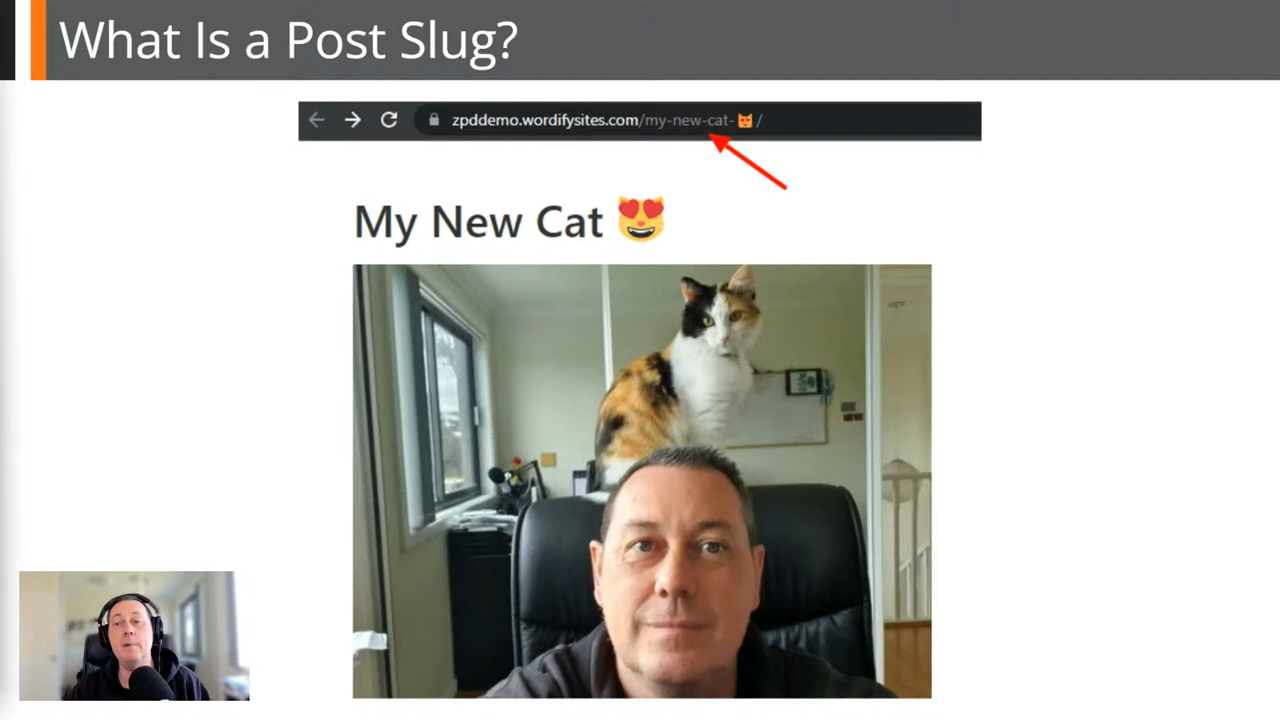 What Is a Post Slug?
zpddemo.wordifysites.com/my-new-cat-😻/
My New Cat 😻